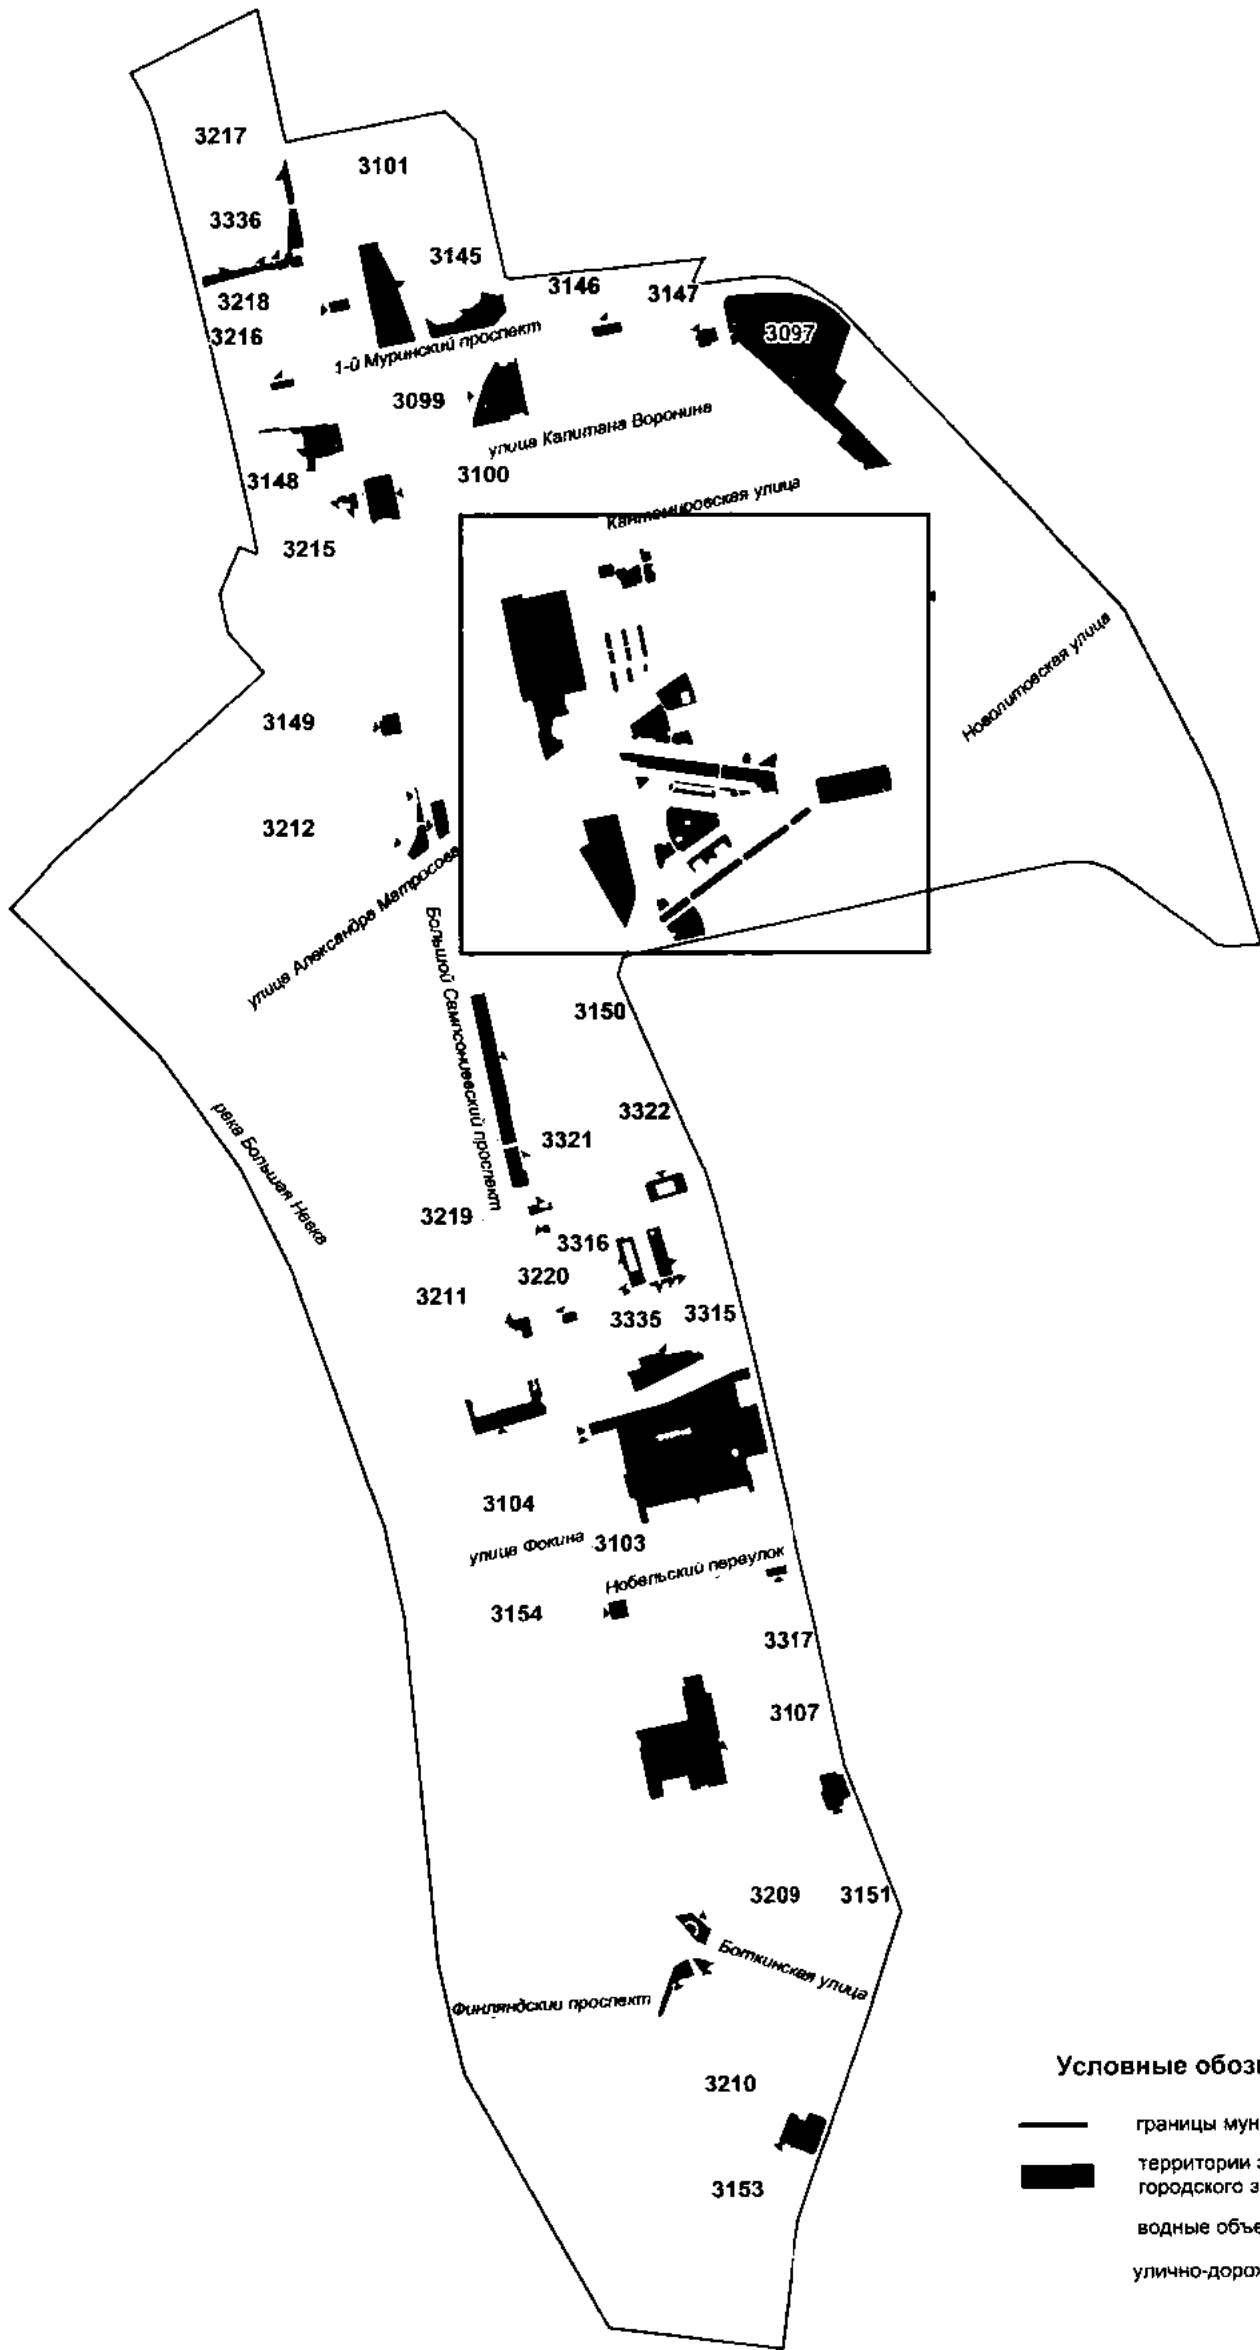 3217
3101
3336
3145
3218
3146
3147
3216
3097
1-й Муринский проспект
3099
улица Капитана Воронина
3148
3100
Кантемировская улица
3215
Новолитовская улица
3149
3212
улица Александра Матросова
Большой Сампсониевский проспект
3150
река Большая Невка
3322
3321
3219
3316
3220
3211
3335
3315
3104
улица Фокина
3103
Нобельский переулок
3154
3317
3107
3209
3151
Боткинская улица
Финляндский проспект
3210
3153
Условные обозн
границы мун
территории з
городского з
водные объе
улично-дорож